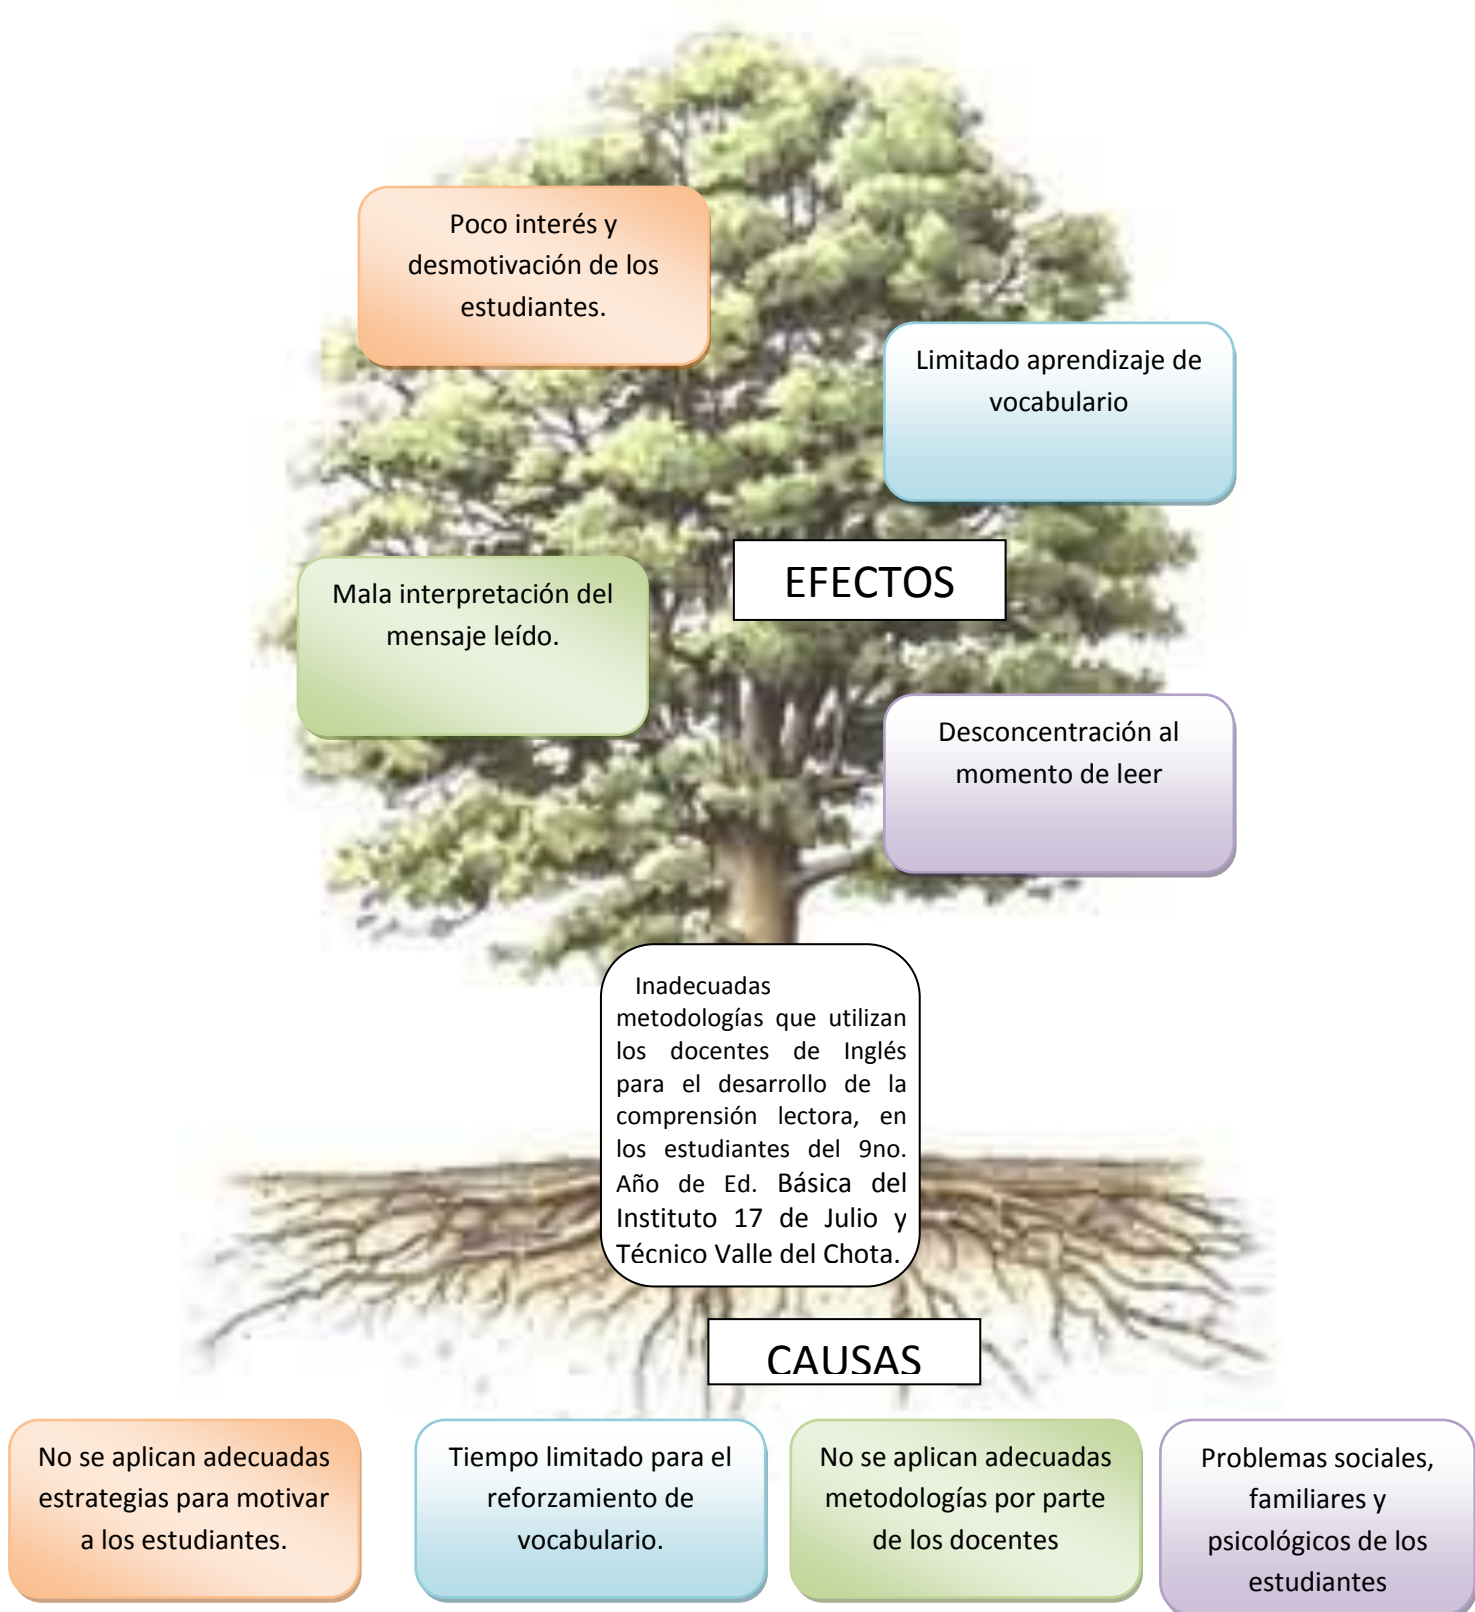 Poco interés y
desmotivación de los
estudiantes.
Limitado aprendizaje de
vocabulario
EFECTOS
Mala interpretación del
mensaje leído.
Desconcentración al
momento de leer
Inadecuadas
metodologías que utilizan
los docentes de Inglés
para el desarrollo de la
comprensión lectora, en
los estudiantes del 9no.
Año de Ed. Básica del
Instituto 17 de Julio y
Técnico Valle del Chota.
CAUSAS
No se aplican adecuadas
estrategias para motivar
a los estudiantes.
Tiempo limitado para el
reforzamiento de
vocabulario.
No se aplican adecuadas
metodologías por parte
de los docentes
Problemas sociales,
familiares y
psicológicos de los
estudiantes